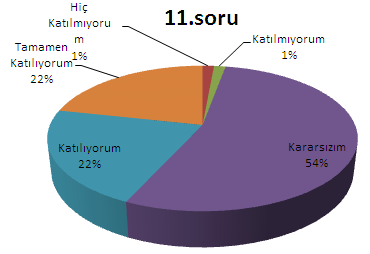 11.soru
Hiç
Katılmıyoru
m
1%
Katılmıyorum
1%
Kararsızım
54%
Katılıyorum
22%
Tamamen
Katılıyorum
22%